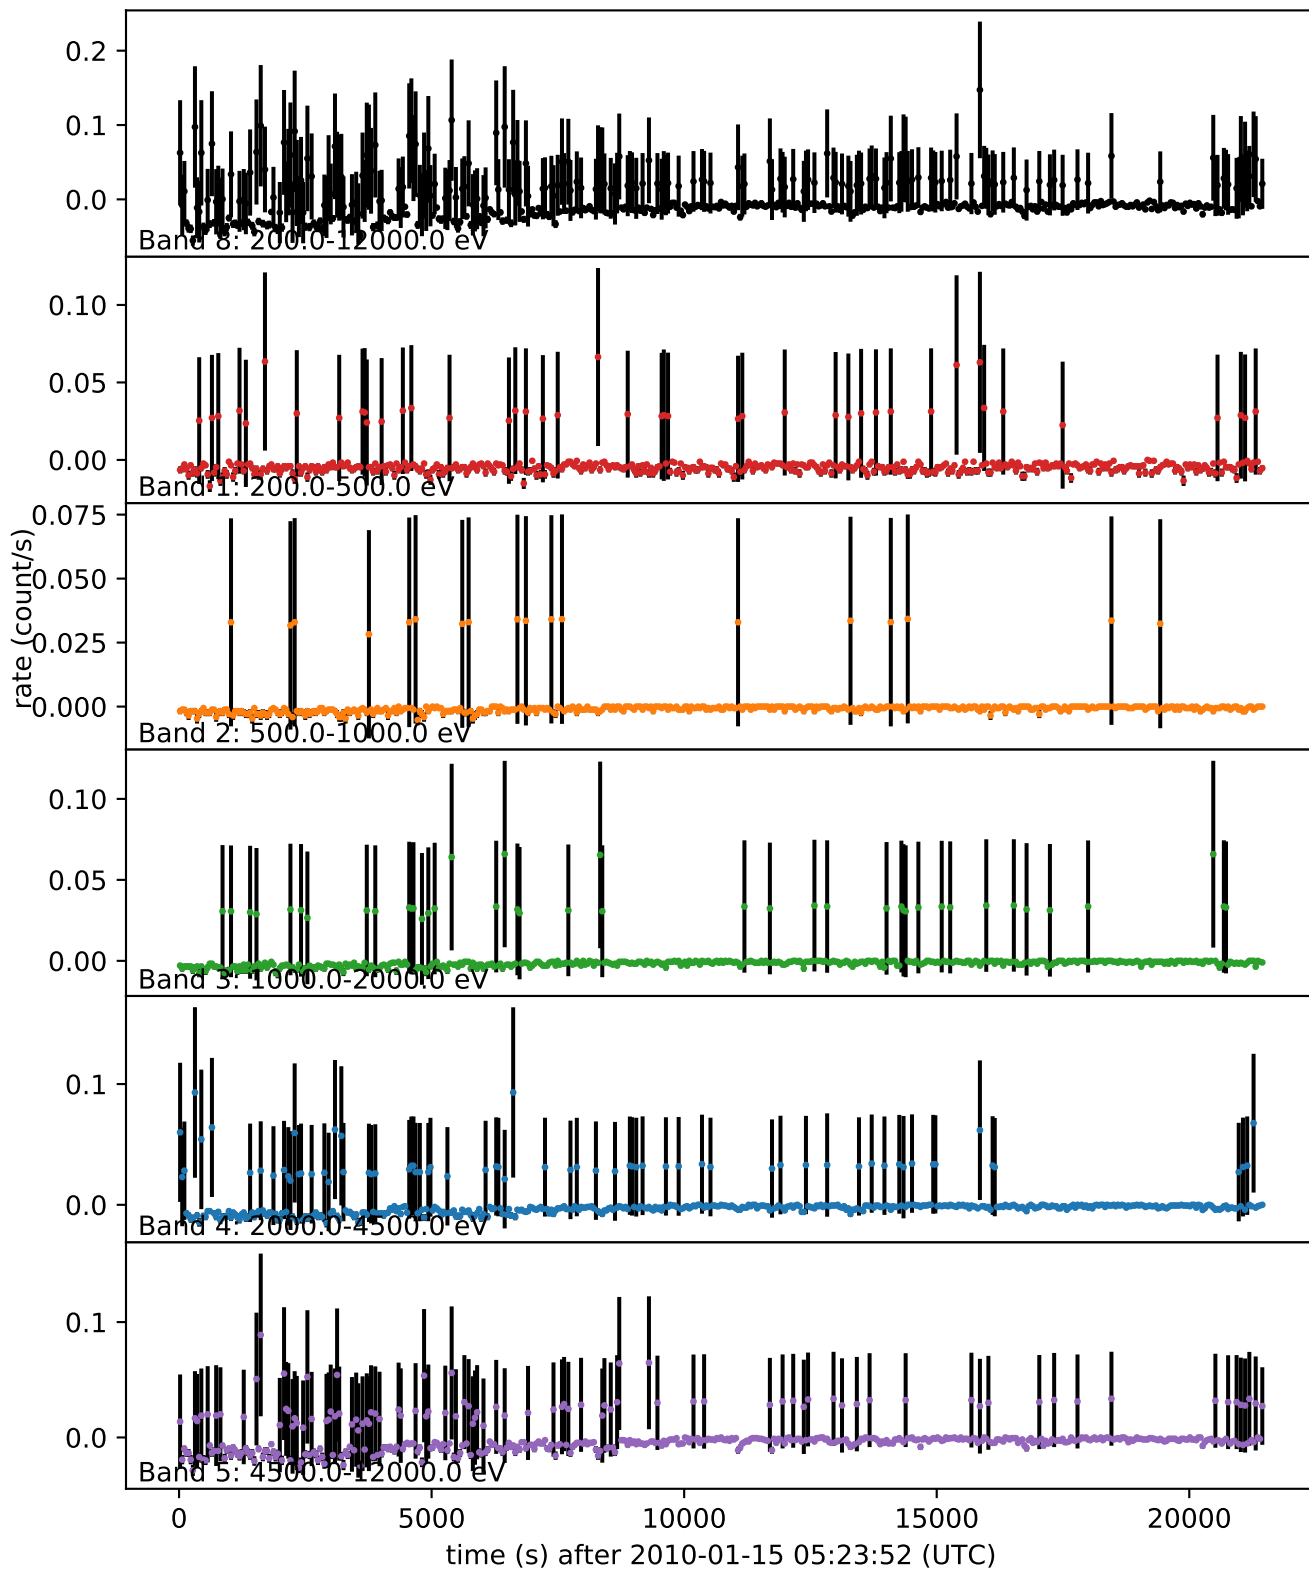 0.2
0.1
0.0
Band 8: 200.0-12000.0 eV
0.10
0.05
0.00
Band 1: 200.0-500.0 eV
rate (count/s)
0.075
0.050
0.025
0.000
Band 2: 500.0-1000.0 eV
0.10
0.05
0.00
Band 3: 1000.0-2000.0 eV
0.1
0.0
Band 4: 2000.0-4500.0 eV
0.1
0.0
Band 5: 4500.0-12000.0 eV
0 5000 10000 15000 20000
time (s) after 2010-01-15 05:23:52 (UTC)